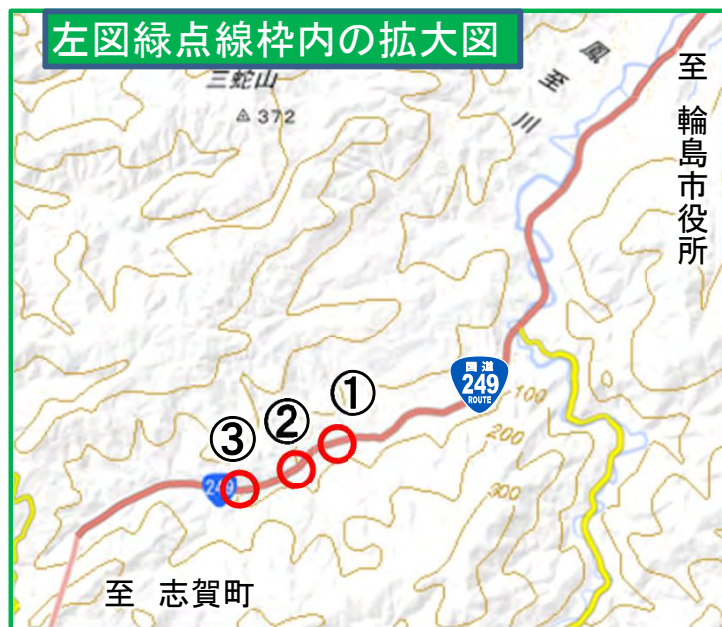 左図緑点線枠内の拡大図
三蛇山
372
鳳至川
至 輪島市役所
国道
249
ROUTE
100
200
300
①
②
③
249
至 志賀町